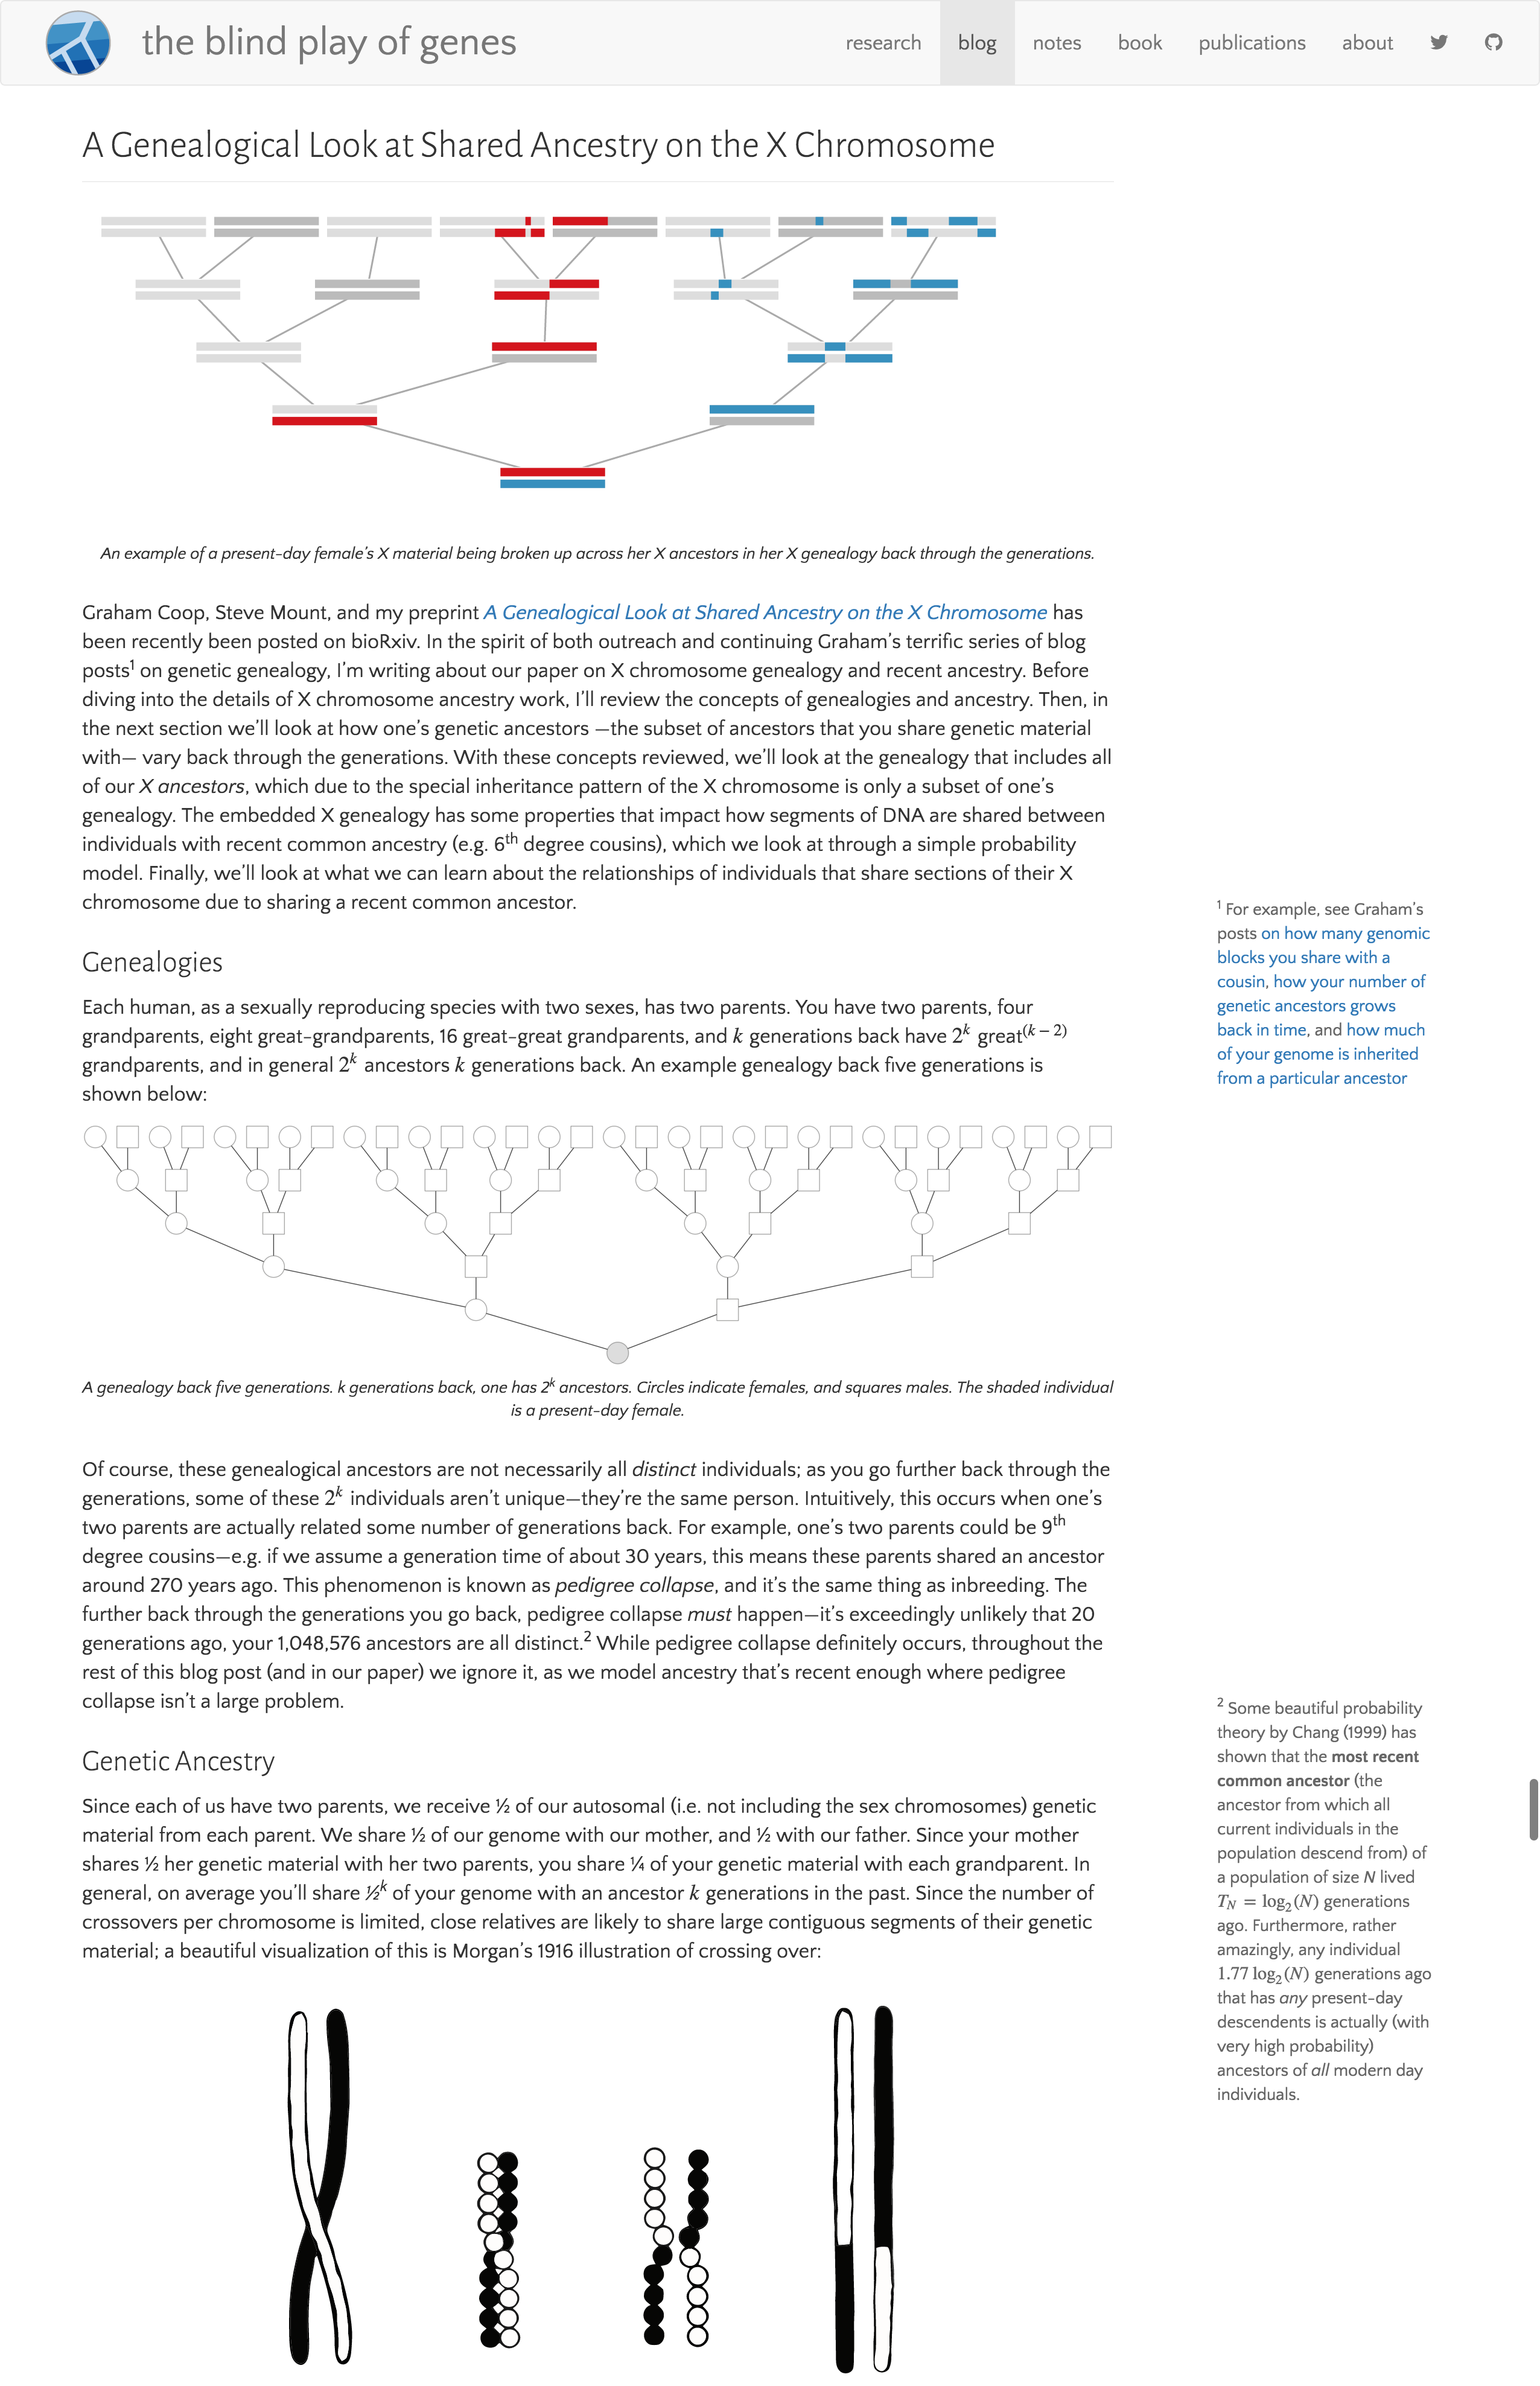 the blind play of genes
research blog notes book publications about
A Genealogical Look at Shared Ancestry on the X Chromosome
An example of a present-day female's X material being broken up across her X ancestors in her X genealogy back through the generations.
Graham Coop, Steve Mount, and my preprint A Genealogical Look at Shared Ancestry on the X Chromosome has
been recently been posted on bioRxiv. In the spirit of both outreach and continuing Graham's terrific series of blog
posts¹ on genetic genealogy, I'm writing about our paper on X chromosome genealogy and recent ancestry. Before
diving into the details of X chromosome ancestry work, I'll review the concepts of genealogies and ancestry. Then, in
the next section we'll look at how one's genetic ancestors —the subset of ancestors that you share genetic material
with— vary back through the generations. With these concepts reviewed, we'll look at the genealogy that includes all
of our X ancestors, which due to the special inheritance pattern of the X chromosome is only a subset of one's
genealogy. The embedded X genealogy has some properties that impact how segments of DNA are shared between
individuals with recent common ancestry (e.g. 6th degree cousins), which we look at through a simple probability
model. Finally, we'll look at what we can learn about the relationships of individuals that share sections of their X
chromosome due to sharing a recent common ancestor.
¹ For example, see Graham's
posts on how many genomic
blocks you share with a
cousin, how your number of
genetic ancestors grows
back in time, and how much
of your genome is inherited
from a particular ancestor
Genealogies
Each human, as a sexually reproducing species with two sexes, has two parents. You have two parents, four
grandparents, eight great-grandparents, 16 great-great grandparents, and k generations back have 2^k great^(k − 2)
grandparents, and in general 2^k ancestors k generations back. An example genealogy back five generations is
shown below:
A genealogy back five generations. k generations back, one has 2^k ancestors. Circles indicate females, and squares males. The shaded individual
is a present-day female.
Of course, these genealogical ancestors are not necessarily all distinct individuals; as you go further back through the
generations, some of these 2^k individuals aren't unique—they're the same person. Intuitively, this occurs when one's
two parents are actually related some number of generations back. For example, one's two parents could be 9th
degree cousins—e.g. if we assume a generation time of about 30 years, this means these parents shared an ancestor
around 270 years ago. This phenomenon is known as pedigree collapse, and it's the same thing as inbreeding. The
further back through the generations you go back, pedigree collapse must happen—it's exceedingly unlikely that 20
generations ago, your 1,048,576 ancestors are all distinct.² While pedigree collapse definitely occurs, throughout the
rest of this blog post (and in our paper) we ignore it, as we model ancestry that's recent enough where pedigree
collapse isn't a large problem.
² Some beautiful probability
theory by Chang (1999) has
shown that the most recent
common ancestor (the
ancestor from which all
current individuals in the
population descend from) of
a population of size N lived
T_N = log₂(N) generations
ago. Furthermore, rather
amazingly, any individual
1.77 log₂(N) generations ago
that has any present-day
descendents is actually (with
very high probability)
ancestors of all modern day
individuals.
Genetic Ancestry
Since each of us have two parents, we receive ½ of our autosomal (i.e. not including the sex chromosomes) genetic
material from each parent. We share ½ of our genome with our mother, and ½ with our father. Since your mother
shares ½ her genetic material with her two parents, you share ¼ of your genetic material with each grandparent. In
general, on average you'll share ½^k of your genome with an ancestor k generations in the past. Since the number of
crossovers per chromosome is limited, close relatives are likely to share large contiguous segments of their genetic
material; a beautiful visualization of this is Morgan's 1916 illustration of crossing over: